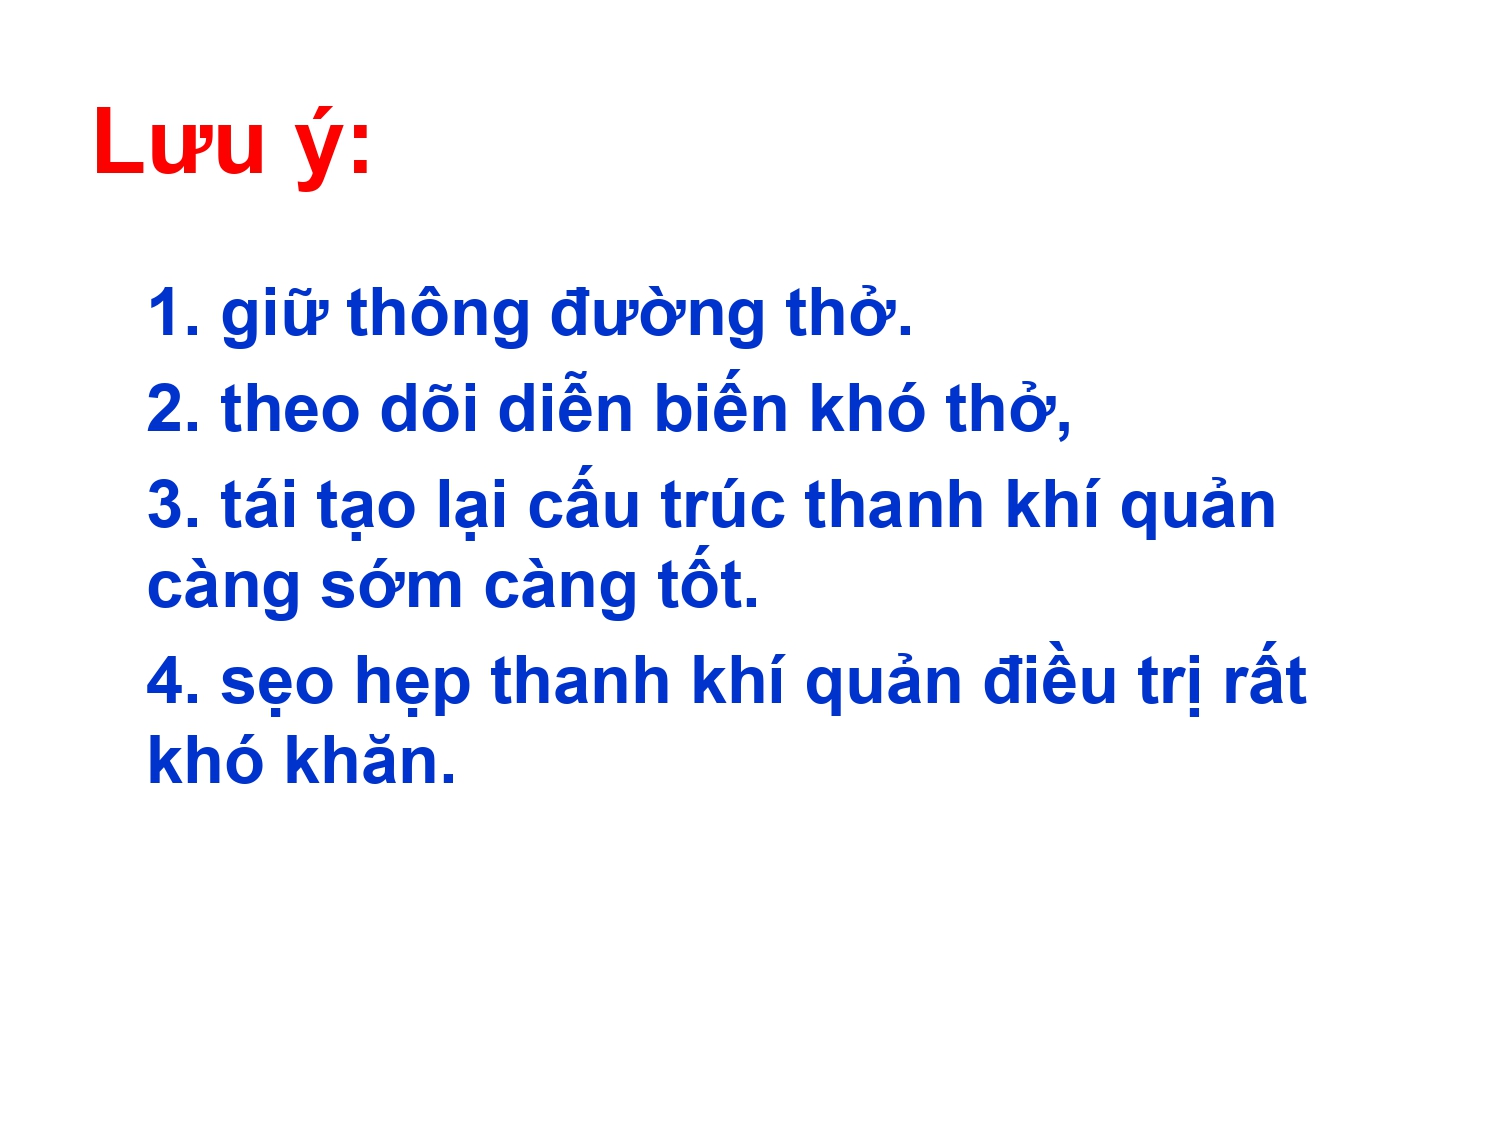 Lưu ý:
1. giữ thông đường thở.
2. theo dõi diễn biến khó thở,
3. tái tạo lại cấu trúc thanh khí quản
càng sớm càng tốt.
4. sẹo hẹp thanh khí quản điều trị rất
khó khăn.